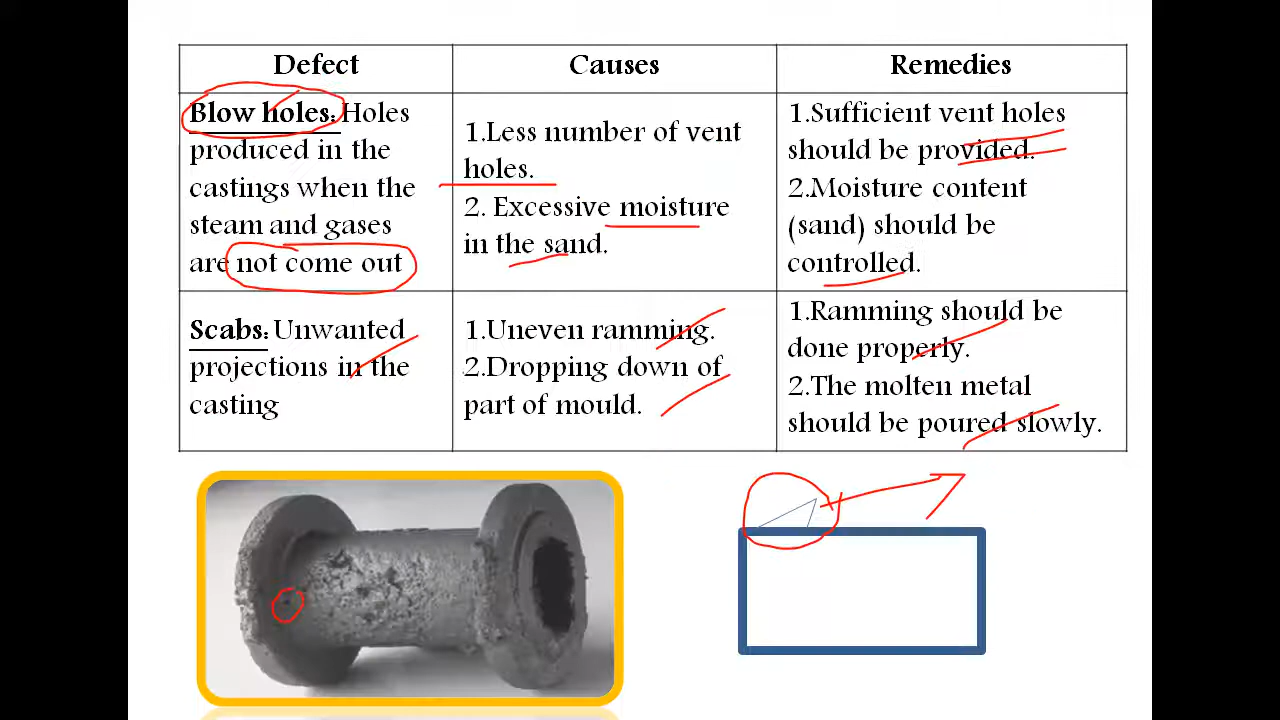 Defect
Causes
Remedies
Blow holes: Holes
produced in the
castings when the
steam and gases
are not come out
1.Less number of vent
holes.
2. Excessive moisture
in the sand.
1.Sufficient vent holes
should be provided.
2.Moisture content
(sand) should be
controlled.
Scabs: Unwanted
projections in the
casting
1.Uneven ramming.
2.Dropping down of
part of mould.
1.Ramming should be
done properly.
2.The molten metal
should be poured slowly.